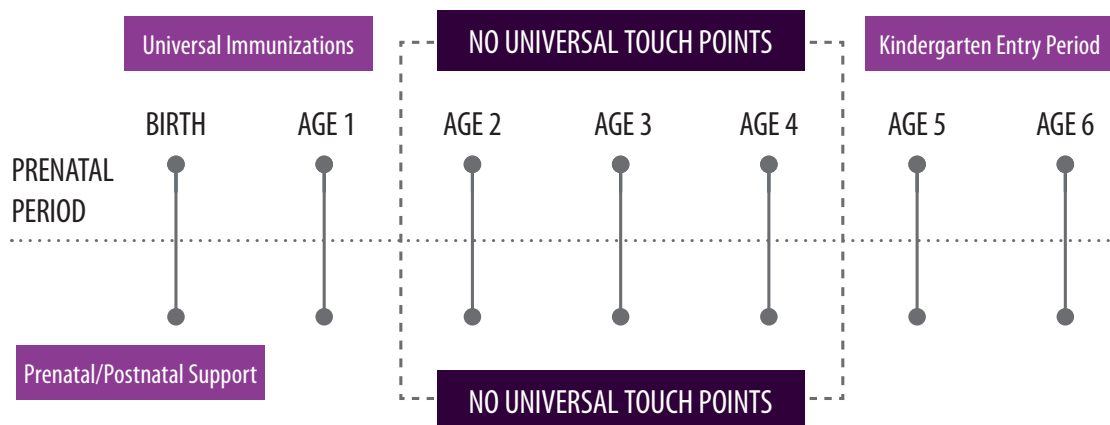 Universal Immunizations
NO UNIVERSAL TOUCH POINTS
Kindergarten Entry Period
BIRTH
AGE 1
AGE 2
AGE 3
AGE 4
AGE 5
AGE 6
PRENATAL
PERIOD
Prenatal/Postnatal Support
NO UNIVERSAL TOUCH POINTS